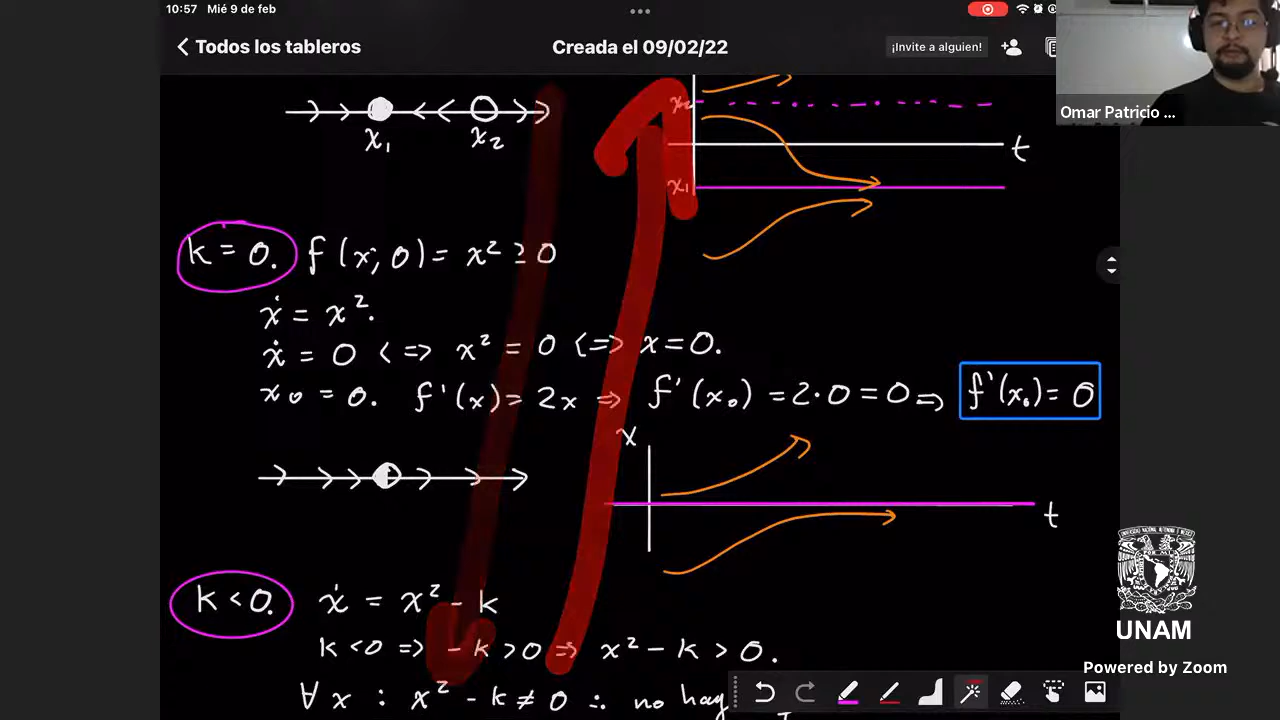 10:57 Mié 9 de feb
Todos los tableros
Creada el 09/02/22
¡Invite a alguien!
Omar Patricio ...
x₁ x₂
x₂
t
x₁
k = 0. f(x; 0) = x² ≥ 0
ẋ = x².
ẋ = 0 <=> x² = 0 <=> x = 0.
x₀ = 0. f'(x) = 2x => f'(x₀) = 2·0 = 0 => f'(x₀) = 0
x
t
k < 0. ẋ = x² - k
k < 0 => - k > 0 => x² - k > 0.
∀ x : x² - k ≠ 0 ∴ no hay
UNAM
Powered by Zoom